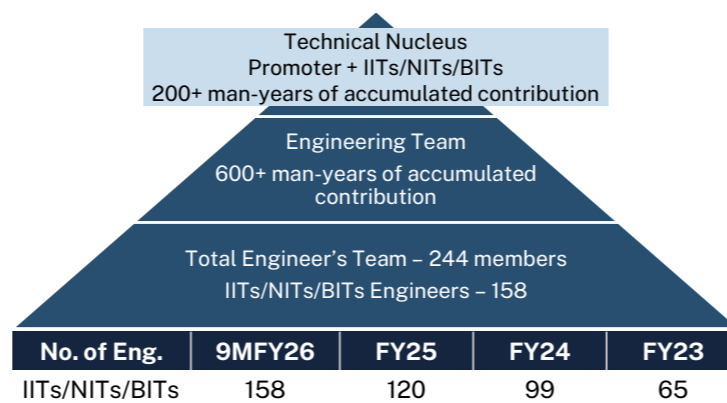 Technical Nucleus
Promoter + IITs/NITs/BITs
200+ man-years of accumulated contribution
Engineering Team
600+ man-years of accumulated
contribution
Total Engineer's Team – 244 members
IITs/NITs/BITs Engineers – 158
No. of Eng. 9MFY26 FY25 FY24 FY23
IITs/NITs/BITs 158 120 99 65